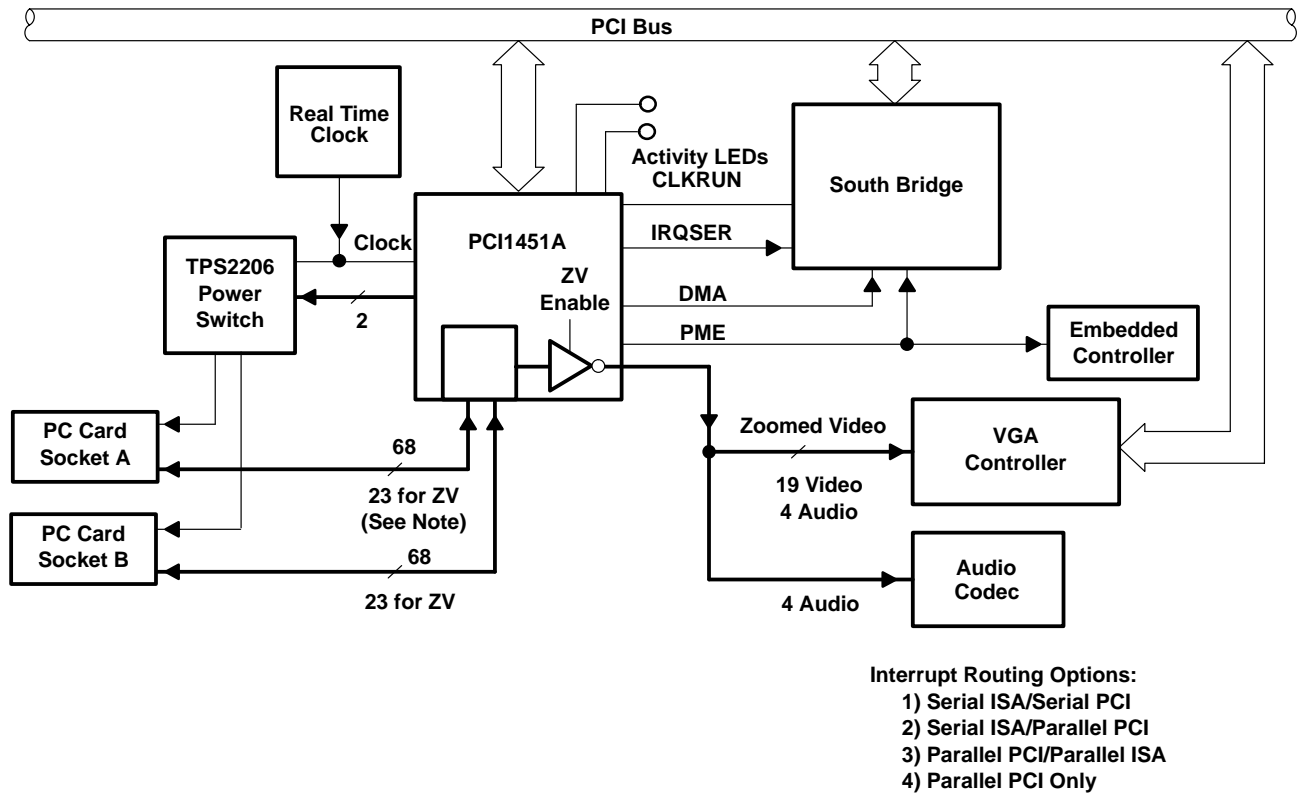 PCI Bus
Real Time
Clock
Activity LEDs
CLKRUN
South Bridge
PCI1451A
IRQSER
Clock
TPS2206
Power
Switch
2
ZV
Enable
DMA
PME
Embedded
Controller
PC Card
Socket A
68
23 for ZV
(See Note)
Zoomed Video
19 Video
4 Audio
VGA
Controller
PC Card
Socket B
68
23 for ZV
4 Audio
Audio
Codec
Interrupt Routing Options:
1) Serial ISA/Serial PCI
2) Serial ISA/Parallel PCI
3) Parallel PCI/Parallel ISA
4) Parallel PCI Only